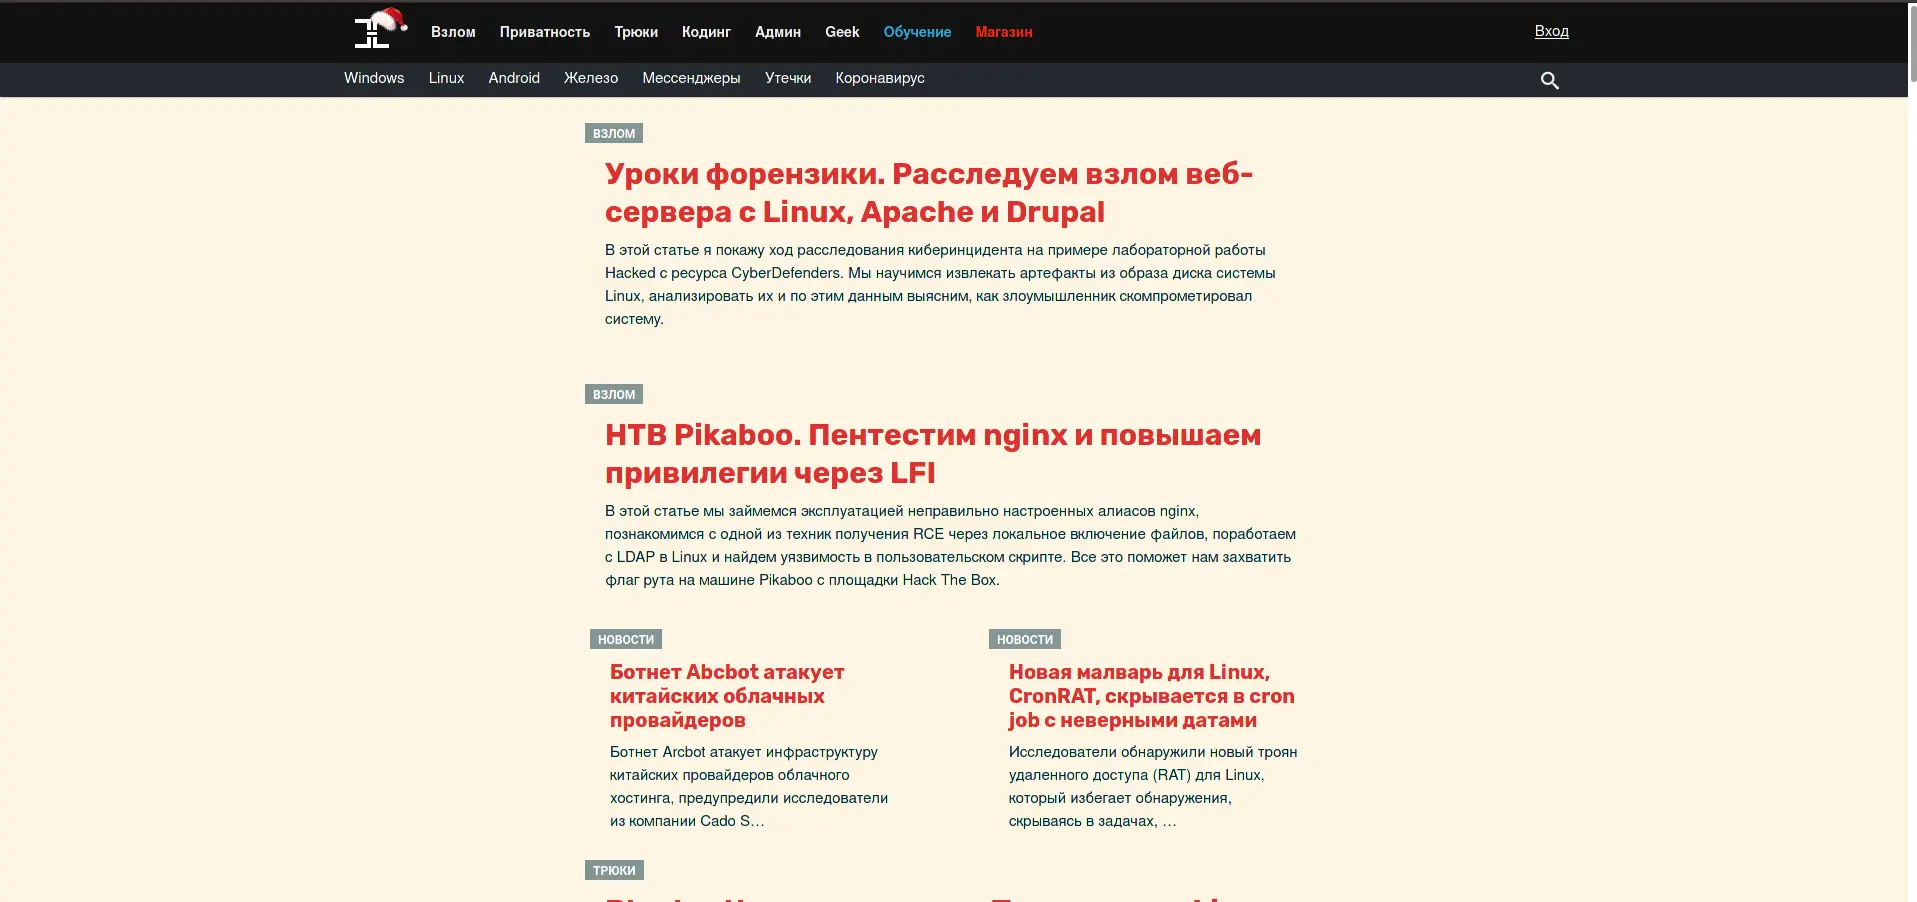 Взлом Приватность Трюки Кодинг Админ Geek Обучение Магазин Вход
Windows Linux Android Железо Мессенджеры Утечки Коронавирус
ВЗЛОМ
Уроки форензики. Расследуем взлом веб-
сервера с Linux, Apache и Drupal
В этой статье я покажу ход расследования киберинцидента на примере лабораторной работы
Hacked с ресурса CyberDefenders. Мы научимся извлекать артефакты из образа диска системы
Linux, анализировать их и по этим данным выясним, как злоумышленник скомпрометировал
систему.
ВЗЛОМ
HTB Pikaboo. Пентестим nginx и повышаем
привилегии через LFI
В этой статье мы займемся эксплуатацией неправильно настроенных алиасов nginx,
познакомимся с одной из техник получения RCE через локальное включение файлов, поработаем
с LDAP в Linux и найдем уязвимость в пользовательском скрипте. Все это поможет нам захватить
флаг рута на машине Pikaboo с площадки Hack The Box.
НОВОСТИ
Ботнет Abcbot атакует
китайских облачных
провайдеров
Ботнет Arcbot атакует инфраструктуру
китайских провайдеров облачного
хостинга, предупредили исследователи
из компании Cado S…
НОВОСТИ
Новая малварь для Linux,
CronRAT, скрывается в cron
job с неверными датами
Исследователи обнаружили новый троян
удаленного доступа (RAT) для Linux,
который избегает обнаружения,
скрываясь в задачах, …
ТРЮКИ